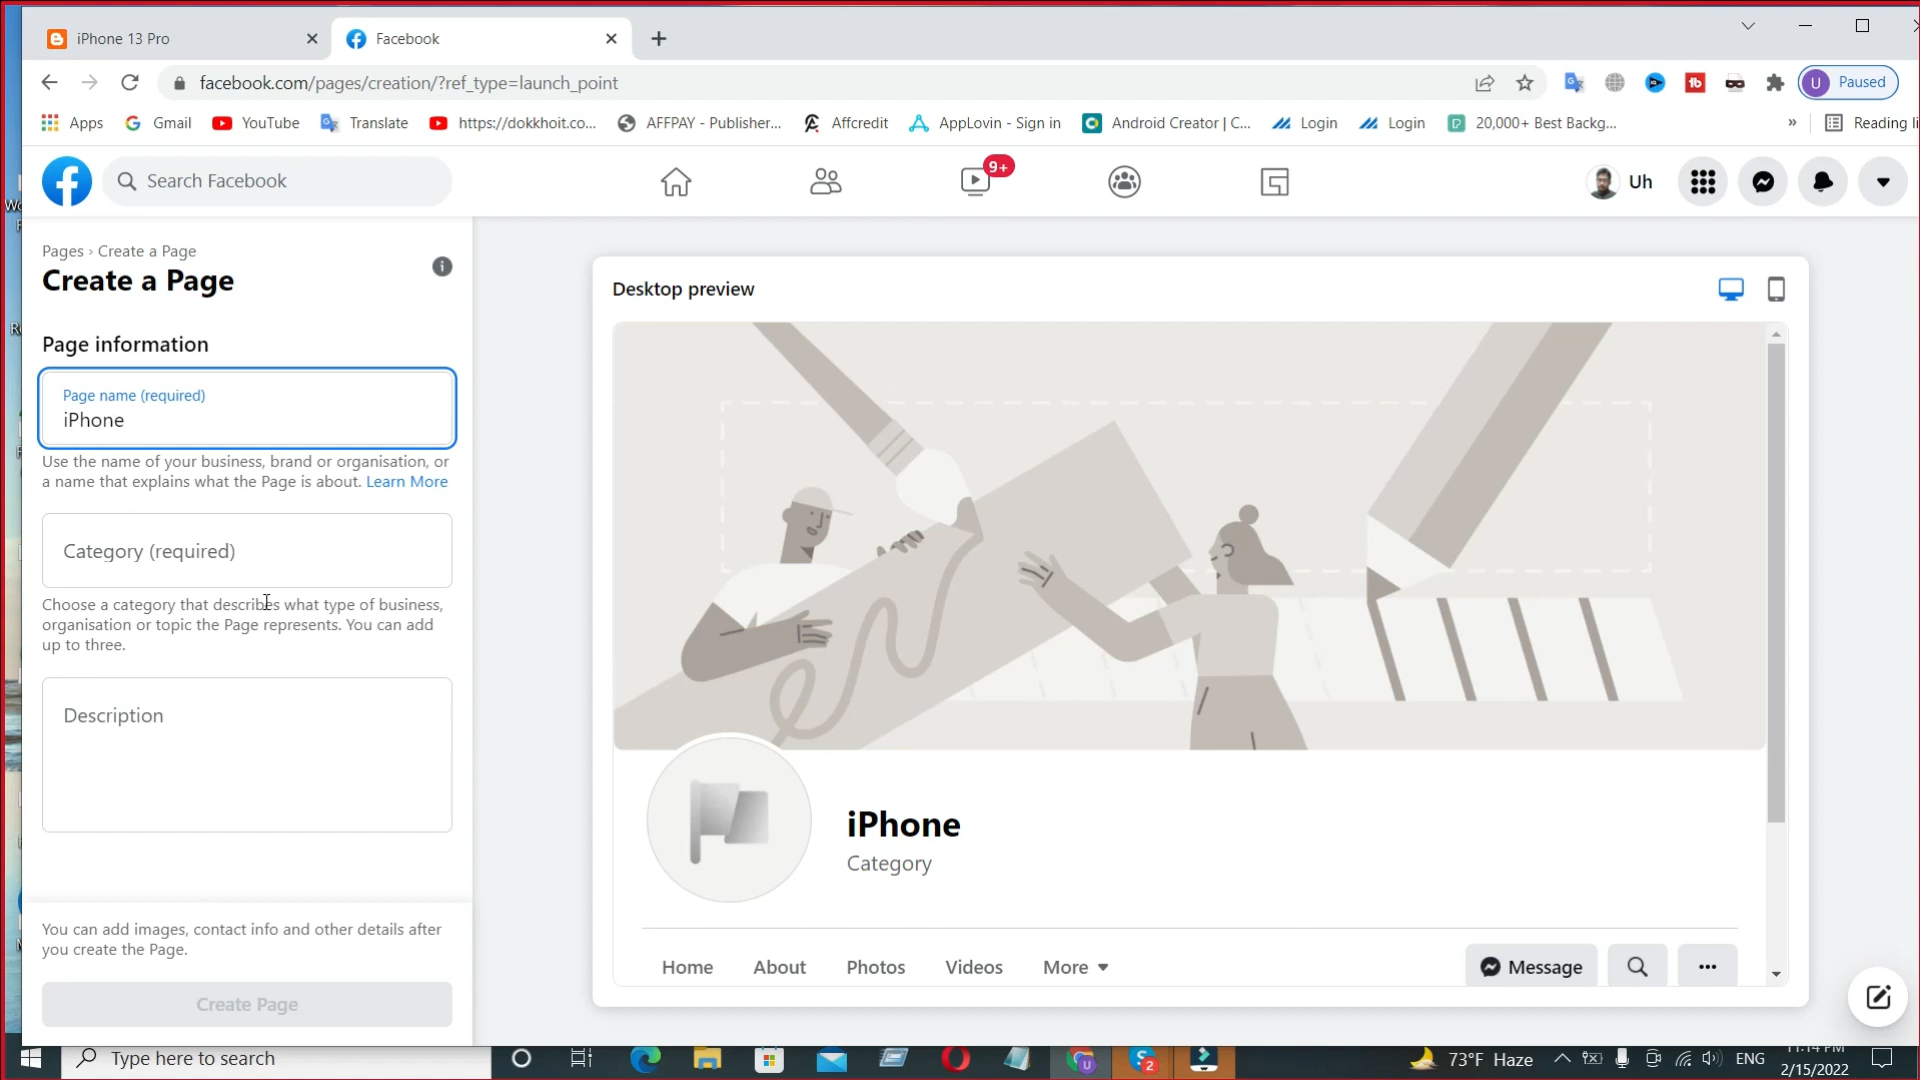 iPhone 13 Pro
Facebook
facebook.com/pages/creation/?ref_type=launch_point
U Paused
Apps Gmail YouTube Translate https://dokkhoit.co... AFFPAY - Publisher... Affcredit AppLovin - Sign in Android Creator | C... Login Login 20,000+ Best Backg... » Reading li
Search Facebook
9+
Uh
Pages › Create a Page
Create a Page
Page information
Page name (required)
iPhone
Use the name of your business, brand or organisation, or
a name that explains what the Page is about. Learn More
Category (required)
Choose a category that describes what type of business,
organisation or topic the Page represents. You can add
up to three.
Description
You can add images, contact info and other details after
you create the Page.
Create Page
Desktop preview
iPhone
Category
Home About Photos Videos More
Message
Type here to search
73°F Haze
ENG
11:14 PM
2/15/2022